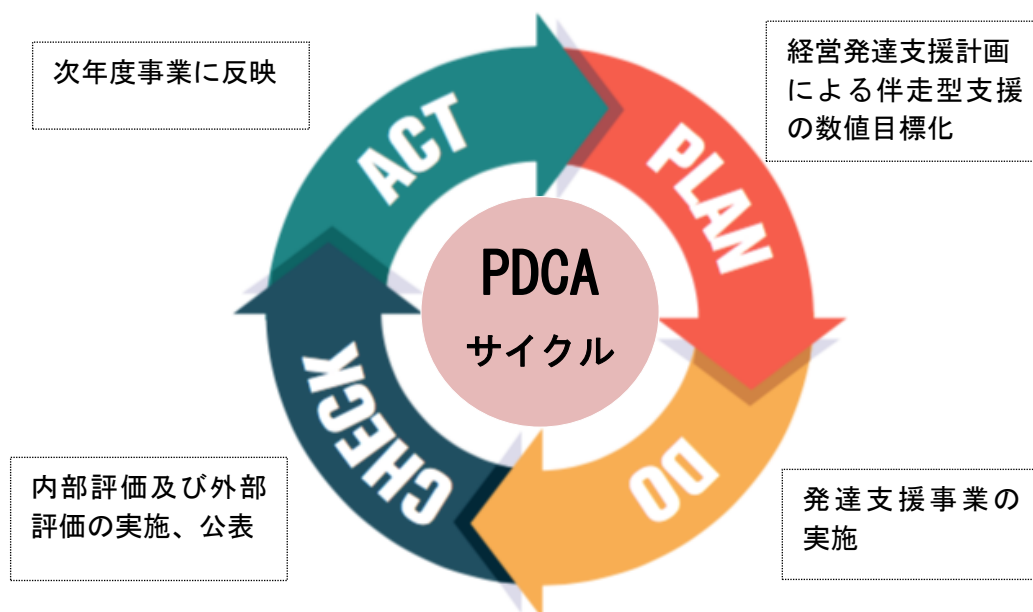 次年度事業に反映
経営発達支援計画
による伴走型支援
の数値目標化
ACT
PLAN
PDCA
サイクル
CHECK
DO
内部評価及び外部
評価の実施、公表
発達支援事業の
実施